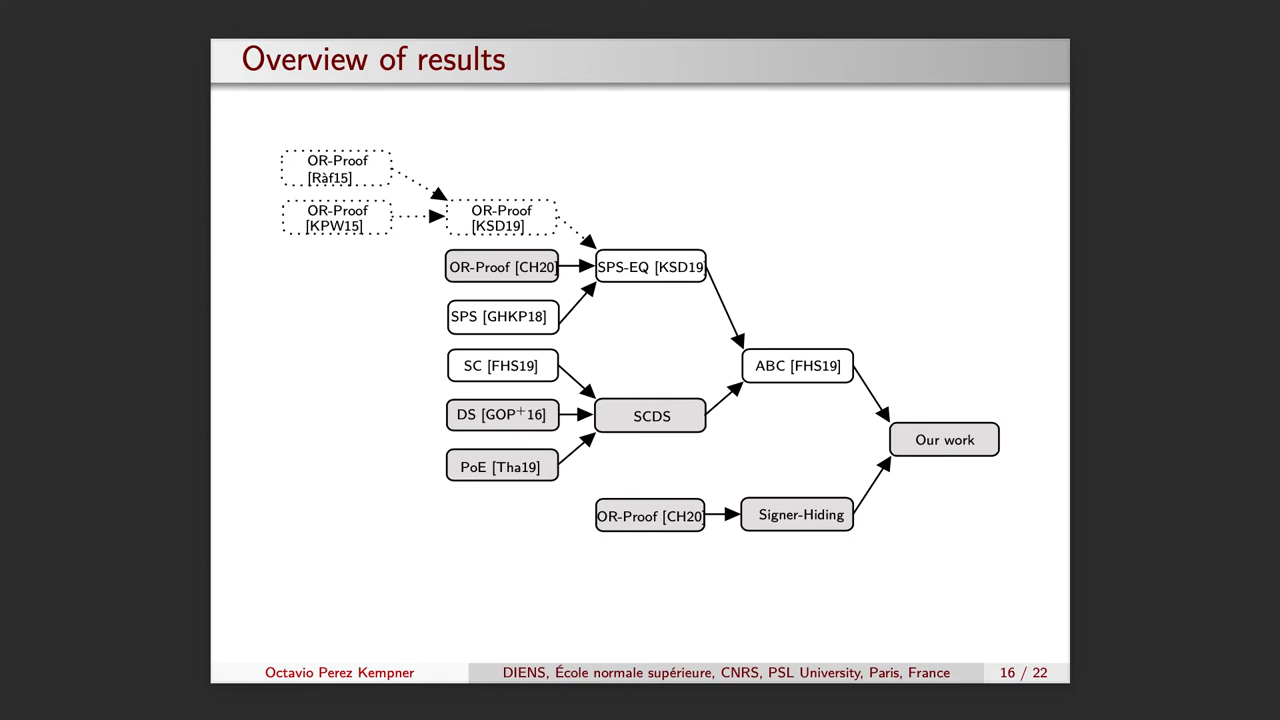 Overview of results
OR-Proof
[Ràf15]
OR-Proof
[KPW15]
OR-Proof
[KSD19]
OR-Proof [CH20]
SPS-EQ [KSD19]
SPS [GHKP18]
SC [FHS19]
ABC [FHS19]
DS [GOP+16]
SCDS
Our work
PoE [Tha19]
OR-Proof [CH20]
Signer-Hiding
Octavio Perez Kempner
DIENS, École normale supérieure, CNRS, PSL University, Paris, France
16 / 22